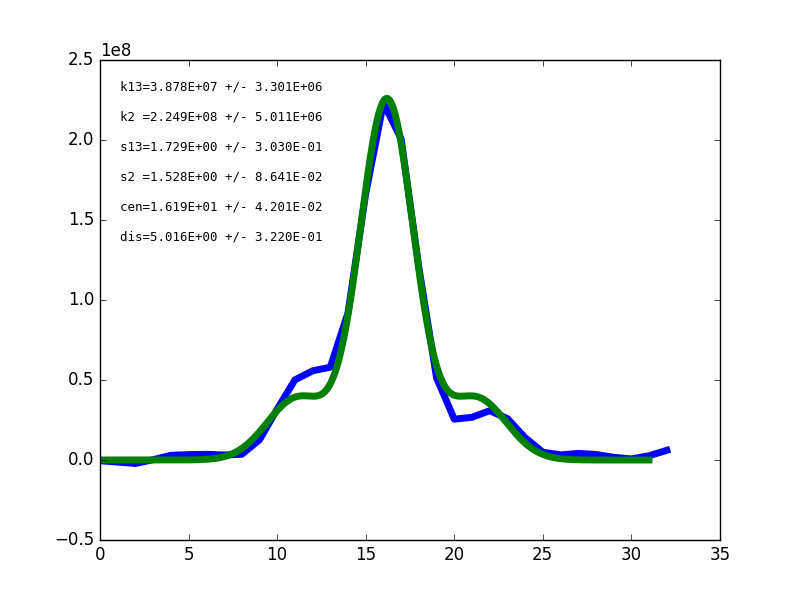 1e8
2.5
k13=3.878E+07 +/- 3.301E+06
k2 =2.249E+08 +/- 5.011E+06
2.0
s13=1.729E+00 +/- 3.030E-01
s2 =1.528E+00 +/- 8.641E-02
1.5
cen=1.619E+01 +/- 4.201E-02
dis=5.016E+00 +/- 3.220E-01
1.0
0.5
0.0
−0.5
0 5 10 15 20 25 30 35